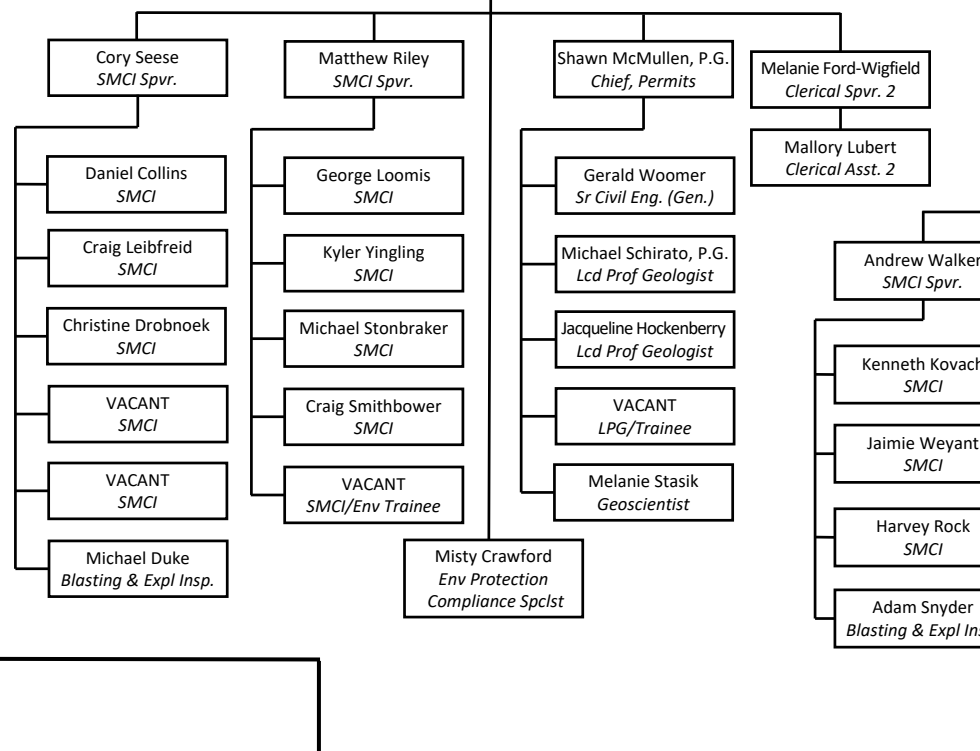 Cory Seese
SMCI Spvr.
Daniel Collins
SMCI
Craig Leibfreid
SMCI
Christine Drobnoek
SMCI
VACANT
SMCI
VACANT
SMCI
Michael Duke
Blasting & Expl Insp.
Matthew Riley
SMCI Spvr.
George Loomis
SMCI
Kyler Yingling
SMCI
Michael Stonbraker
SMCI
Craig Smithbower
SMCI
VACANT
SMCI/Env Trainee
Misty Crawford
Env Protection
Compliance Spclst
Shawn McMullen, P.G.
Chief, Permits
Gerald Woomer
Sr Civil Eng. (Gen.)
Michael Schirato, P.G.
Lcd Prof Geologist
Jacqueline Hockenberry
Lcd Prof Geologist
VACANT
LPG/Trainee
Melanie Stasik
Geoscientist
Melanie Ford-Wigfield
Clerical Spvr. 2
Mallory Lubert
Clerical Asst. 2
Andrew Walker
SMCI Spvr.
Kenneth Kovach
SMCI
Jaimie Weyant
SMCI
Harvey Rock
SMCI
Adam Snyder
Blasting & Expl